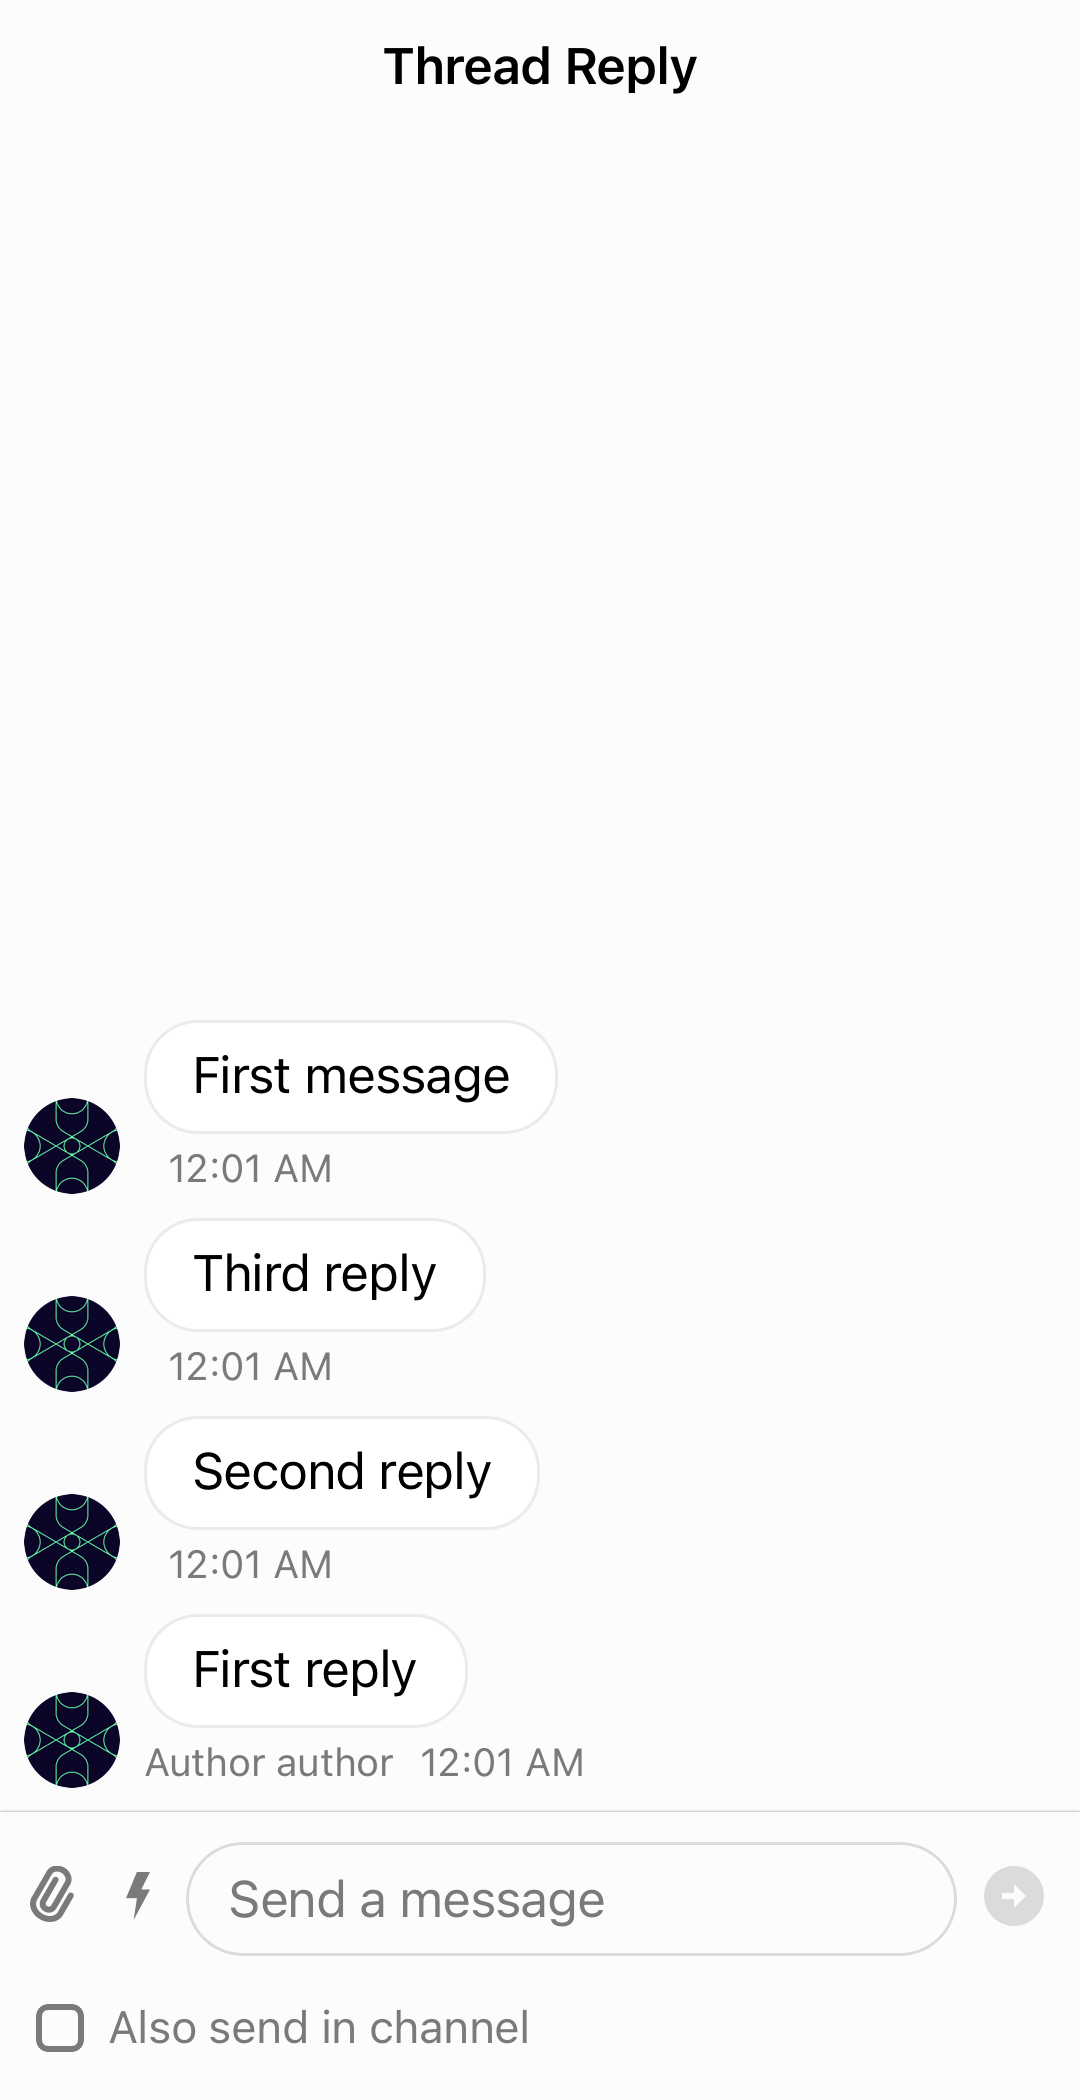 Thread Reply
First message
12:01 AM
Third reply
12:01 AM
Second reply
12:01 AM
First reply
Author author 12:01 AM
Send a message
Also send in channel